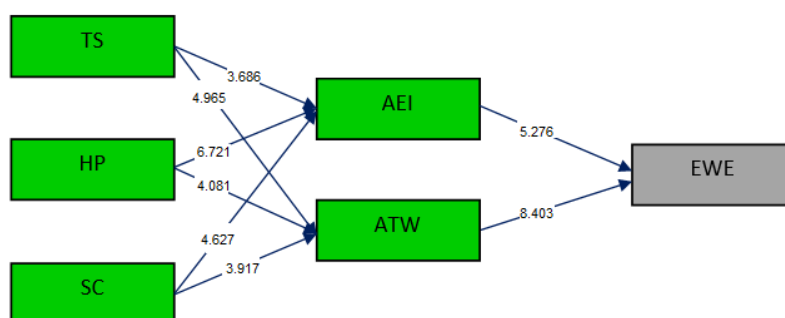 TS
3.686
AEI
4.965
5.276
HP
6.721
EWE
4.081
8.403
ATW
4.627
3.917
SC